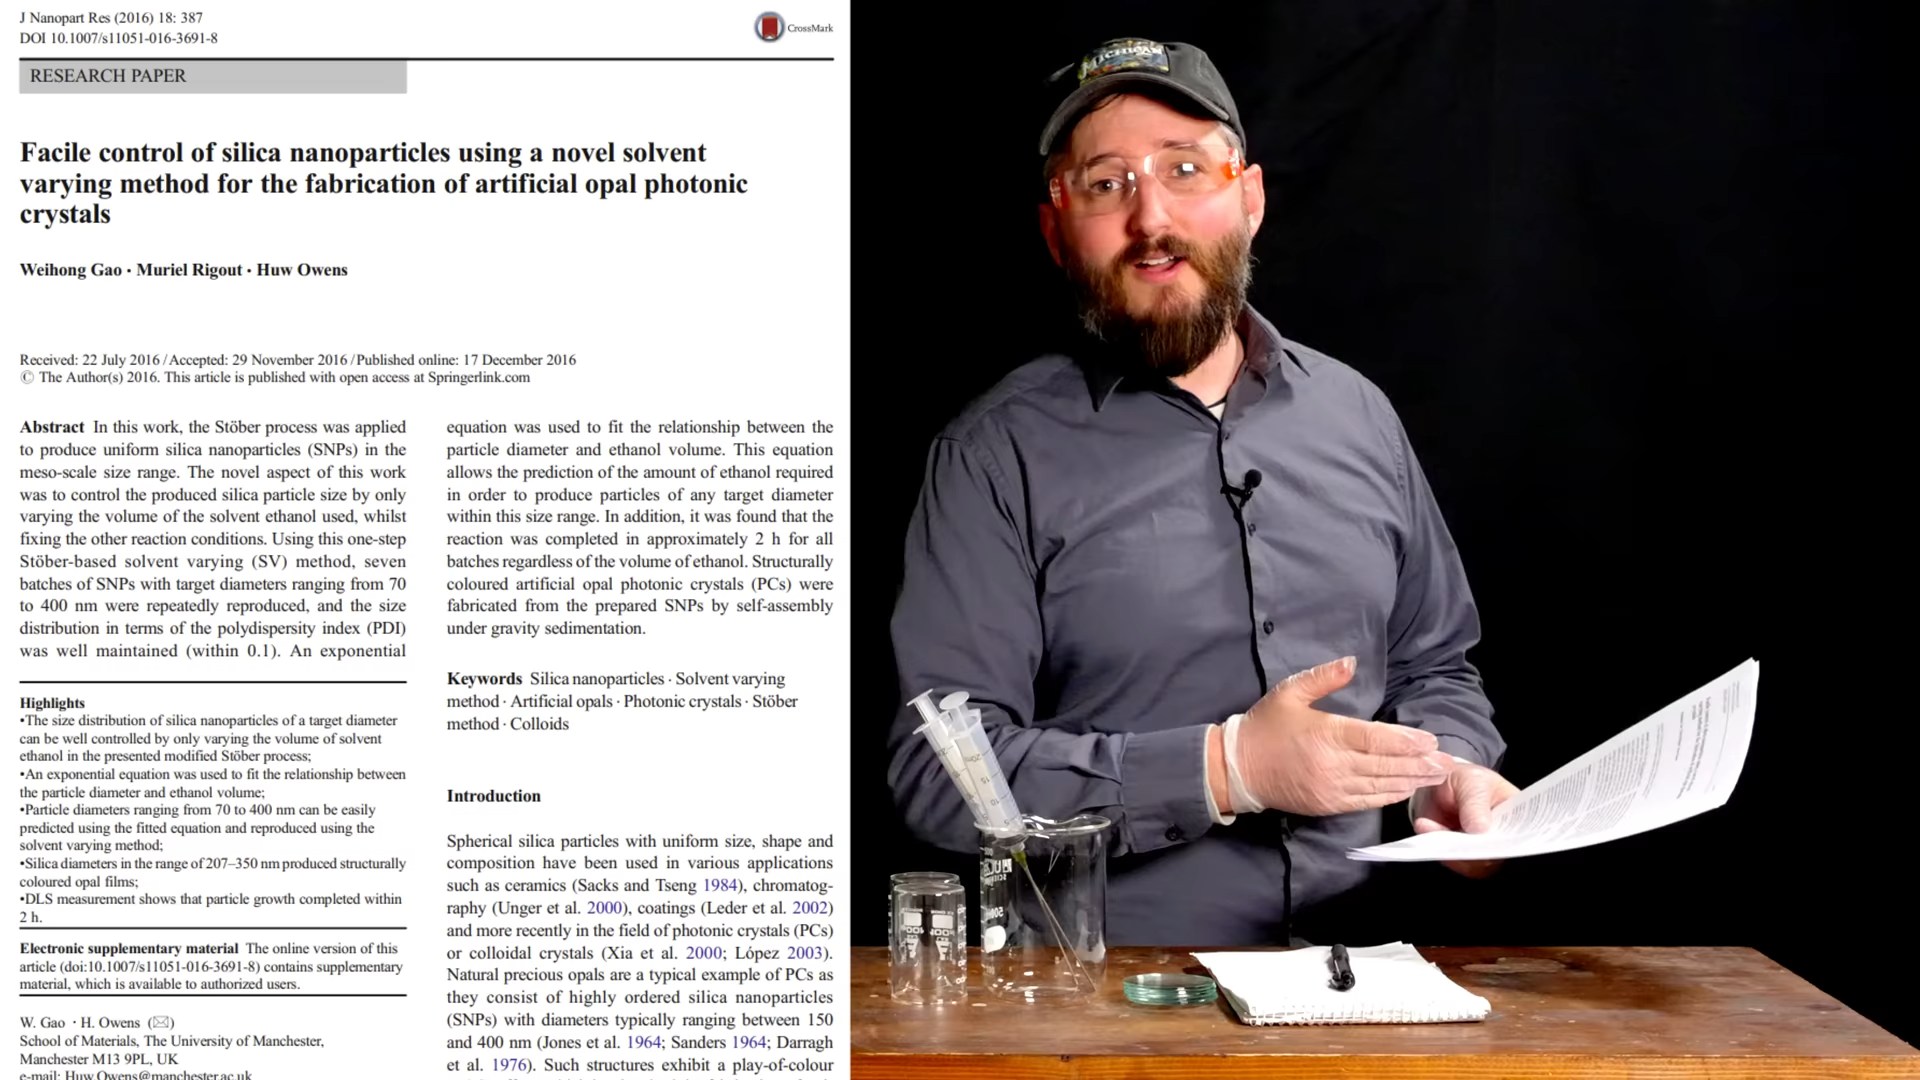 J Nanopart Res (2016) 18: 387
DOI 10.1007/s11051-016-3691-8
CrossMark
RESEARCH PAPER
Facile control of silica nanoparticles using a novel solvent
varying method for the fabrication of artificial opal photonic
crystals
Weihong Gao · Muriel Rigout · Huw Owens
Received: 22 July 2016 / Accepted: 29 November 2016 / Published online: 17 December 2016
© The Author(s) 2016. This article is published with open access at Springerlink.com
Abstract In this work, the Stöber process was applied
to produce uniform silica nanoparticles (SNPs) in the
meso-scale size range. The novel aspect of this work
was to control the produced silica particle size by only
varying the volume of the solvent ethanol used, whilst
fixing the other reaction conditions. Using this one-step
Stöber-based solvent varying (SV) method, seven
batches of SNPs with target diameters ranging from 70
to 400 nm were repeatedly reproduced, and the size
distribution in terms of the polydispersity index (PDI)
was well maintained (within 0.1). An exponential
Highlights
•The size distribution of silica nanoparticles of a target diameter
can be well controlled by only varying the volume of solvent
ethanol in the presented modified Stöber process;
•An exponential equation was used to fit the relationship between
the particle diameter and ethanol volume;
•Particle diameters ranging from 70 to 400 nm can be easily
predicted using the fitted equation and reproduced using the
solvent varying method;
•Silica diameters in the range of 207–350 nm produced structurally
coloured opal films;
•DLS measurement shows that particle growth completed within
2 h.
Electronic supplementary material The online version of this
article (doi:10.1007/s11051-016-3691-8) contains supplementary
material, which is available to authorized users.
W. Gao · H. Owens (✉)
School of Materials, The University of Manchester,
Manchester M13 9PL, UK
e-mail: Huw.Owens@manchester.ac.uk
equation was used to fit the relationship between the
particle diameter and ethanol volume. This equation
allows the prediction of the amount of ethanol required
in order to produce particles of any target diameter
within this size range. In addition, it was found that the
reaction was completed in approximately 2 h for all
batches regardless of the volume of ethanol. Structurally
coloured artificial opal photonic crystals (PCs) were
fabricated from the prepared SNPs by self-assembly
under gravity sedimentation.
Keywords Silica nanoparticles · Solvent varying
method · Artificial opals · Photonic crystals · Stöber
method · Colloids
Introduction
Spherical silica particles with uniform size, shape and
composition have been used in various applications
such as ceramics (Sacks and Tseng 1984), chromatog-
raphy (Unger et al. 2000), coatings (Leder et al. 2002)
and more recently in the field of photonic crystals (PCs)
or colloidal crystals (Xia et al. 2000; López 2003).
Natural precious opals are a typical example of PCs as
they consist of highly ordered silica nanoparticles
(SNPs) with diameters typically ranging between 150
and 400 nm (Jones et al. 1964; Sanders 1964; Darragh
et al. 1976). Such structures exhibit a play-of-colour
MICHIGAN